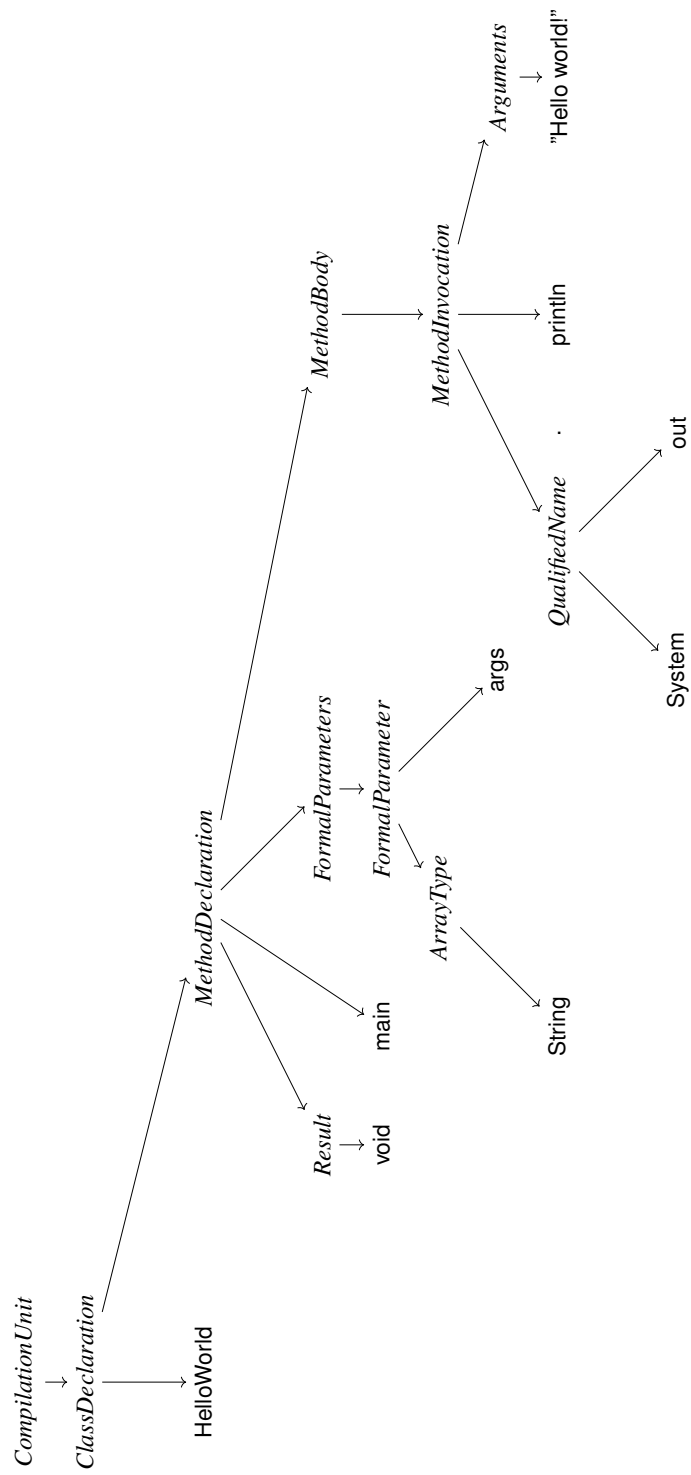 CompilationUnit
ClassDeclaration
HelloWorld
MethodDeclaration
Result
void
main
FormalParameters
FormalParameter
ArrayType
String
args
MethodBody
MethodInvocation
QualifiedName
System
out
.
println
Arguments
”Hello world!”